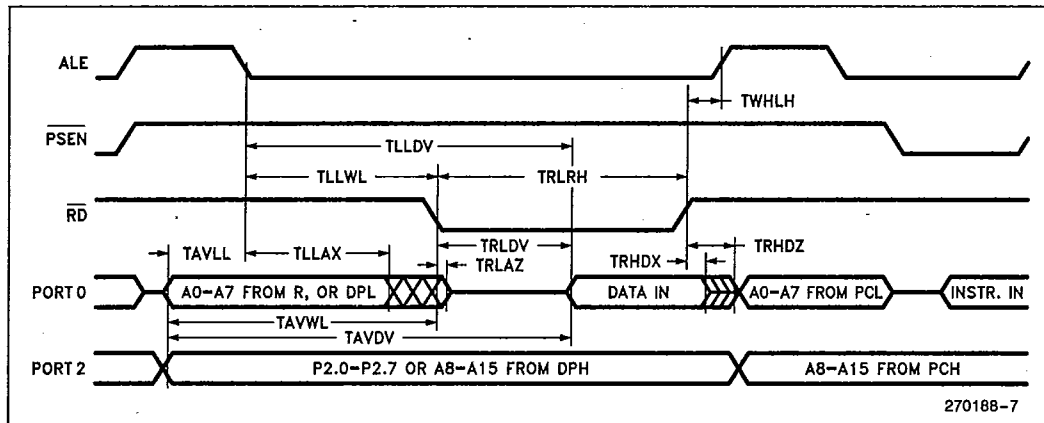 ALE
TWHLH
PSEN
TLLDV
TLLWL
TRLRH
RD
TAVLL
TLLAX
TRLDV
TRLAZ
TRHDX
TRHDZ
PORT 0
A0–A7 FROM R, OR DPL
DATA IN
A0–A7 FROM PCL
INSTR. IN
TAVWL
TAVDV
PORT 2
P2.0–P2.7 OR A8–A15 FROM DPH
A8–A15 FROM PCH
270188–7